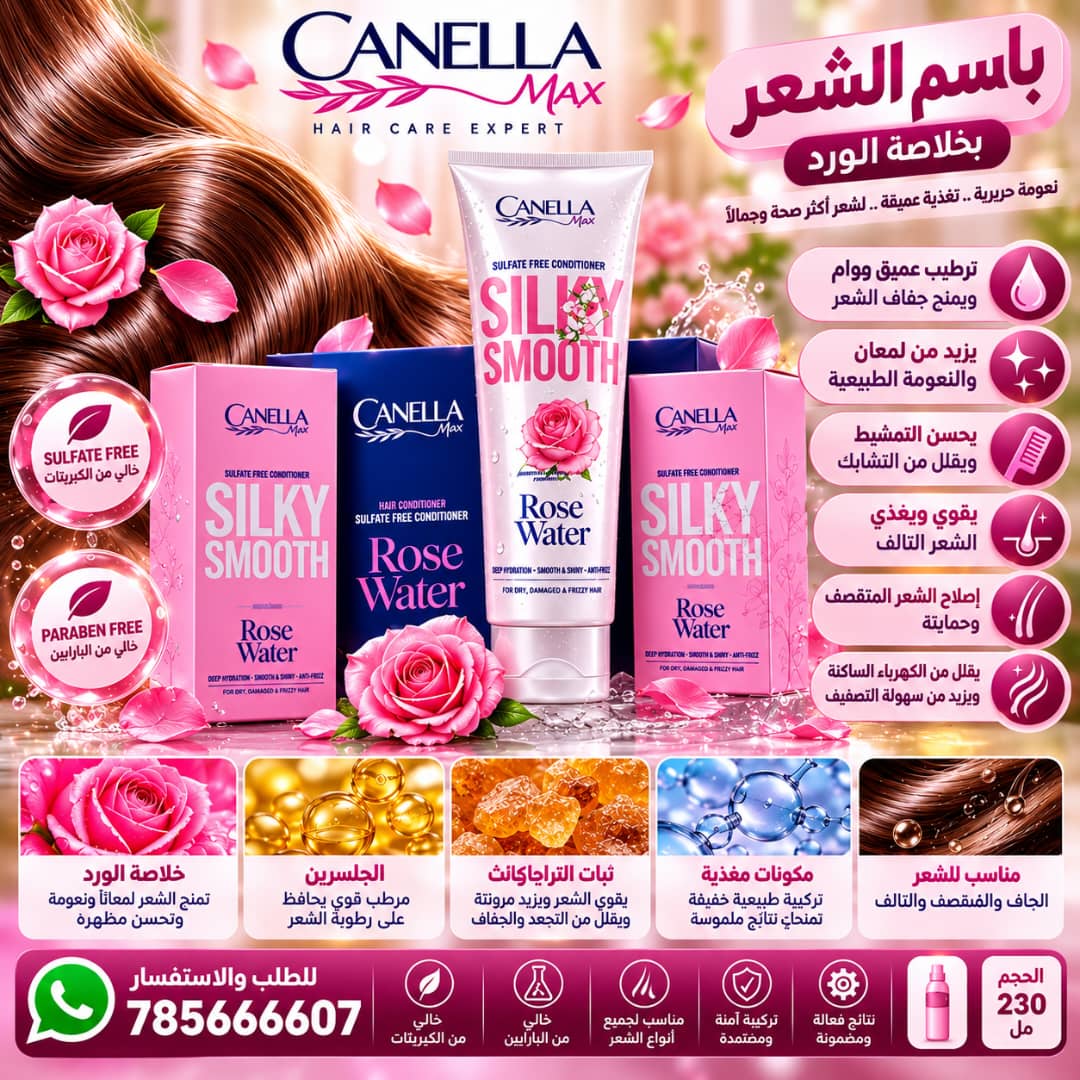 CANELLA
MAX
HAIR CARE EXPERT
باسم الشعر
بخلاصة الورد
نعومة حريرية .. تغذية عميقة .. لشعر أكثر صحة وجمالاً
ترطيب عميق ووام
ويمنح جفاف الشعر
يزيد من لمعان
والنعومة الطبيعية
يحسن التمشيط
ويقلل من التشابك
يقوي ويغذي
الشعر التالف
إصلاح الشعر المتقصف
وحمايتة
يقلل من الكهرباء الساكنة
ويزيد من سهولة التصفيف
SULFATE FREE
خالي من الكبريتات
PARABEN FREE
خالي من البارابين
CANELLA
Max
SULFATE FREE CONDITIONER
SILKY
SMOOTH
Rose
Water
DEEP HYDRATION • SMOOTH & SHINY • ANTI-FRIZZ
FOR DRY, DAMAGED & FRIZZY HAIR
CANELLA
Max
HAIR CONDITIONER
SULFATE FREE CONDITIONER
Rose
Water
CANELLA
Max
SULFATE FREE CONDITIONER
SILKY
SMOOTH
Rose
Water
DEEP HYDRATION • SMOOTH & SHINY • ANTI-FRIZZ
FOR DRY, DAMAGED & FRIZZY HAIR
CANELLA
Max
SULFATE FREE CONDITIONER
SILKY
SMOOTH
Rose
Water
DEEP HYDRATION • SMOOTH & SHINY • ANTI-FRIZZ
FOR DRY, DAMAGED & FRIZZY HAIR
مناسب للشعر
الجاف والمُتقصف والتالف
مكونات مغذية
تركيبة طبيعية خفيفة
نتائج ملموسة
ثبات
يقوي الشعر ويزيد مرونتة
ويقلل من التجعد والجفاف
الجلسرين
مرطب قوي يحافظ
على رطوبة الشعر
خلاصة الورد
تمنح الشعر لمعاناً ونعومة
وتحسن مظهره
الحجم
230
مل
نتائج فعالة
ومضمونة
تركيبة آمنة
ومضتمدة
مناسب لجميع
أنواع الشعر
خالي
من البارايين
خالي
من الكيريتات
للطلب والاستفسار
785666607